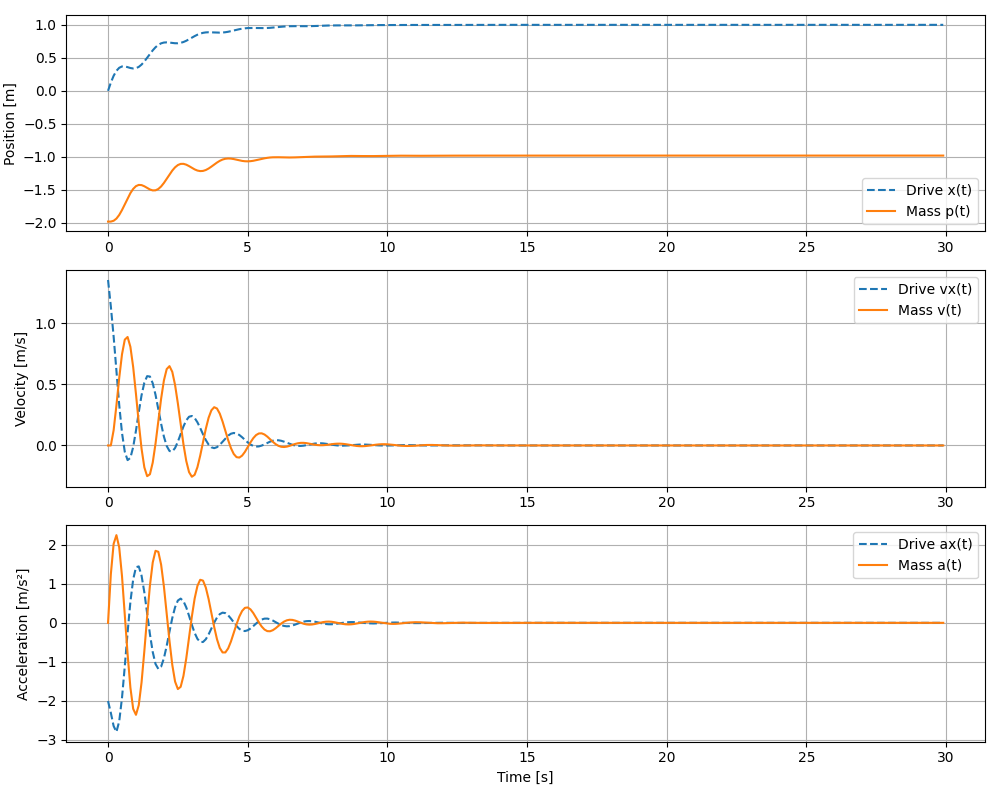 1.0
0.5
0.0
−0.5
−1.0
−1.5
−2.0
Position [m]
Drive x(t)
Mass p(t)
0 5 10 15 20 25 30
1.0
0.5
0.0
Velocity [m/s]
Drive vx(t)
Mass v(t)
0 5 10 15 20 25 30
2
1
0
−1
−2
−3
Acceleration [m/s²]
Drive ax(t)
Mass a(t)
0 5 10 15 20 25 30
Time [s]